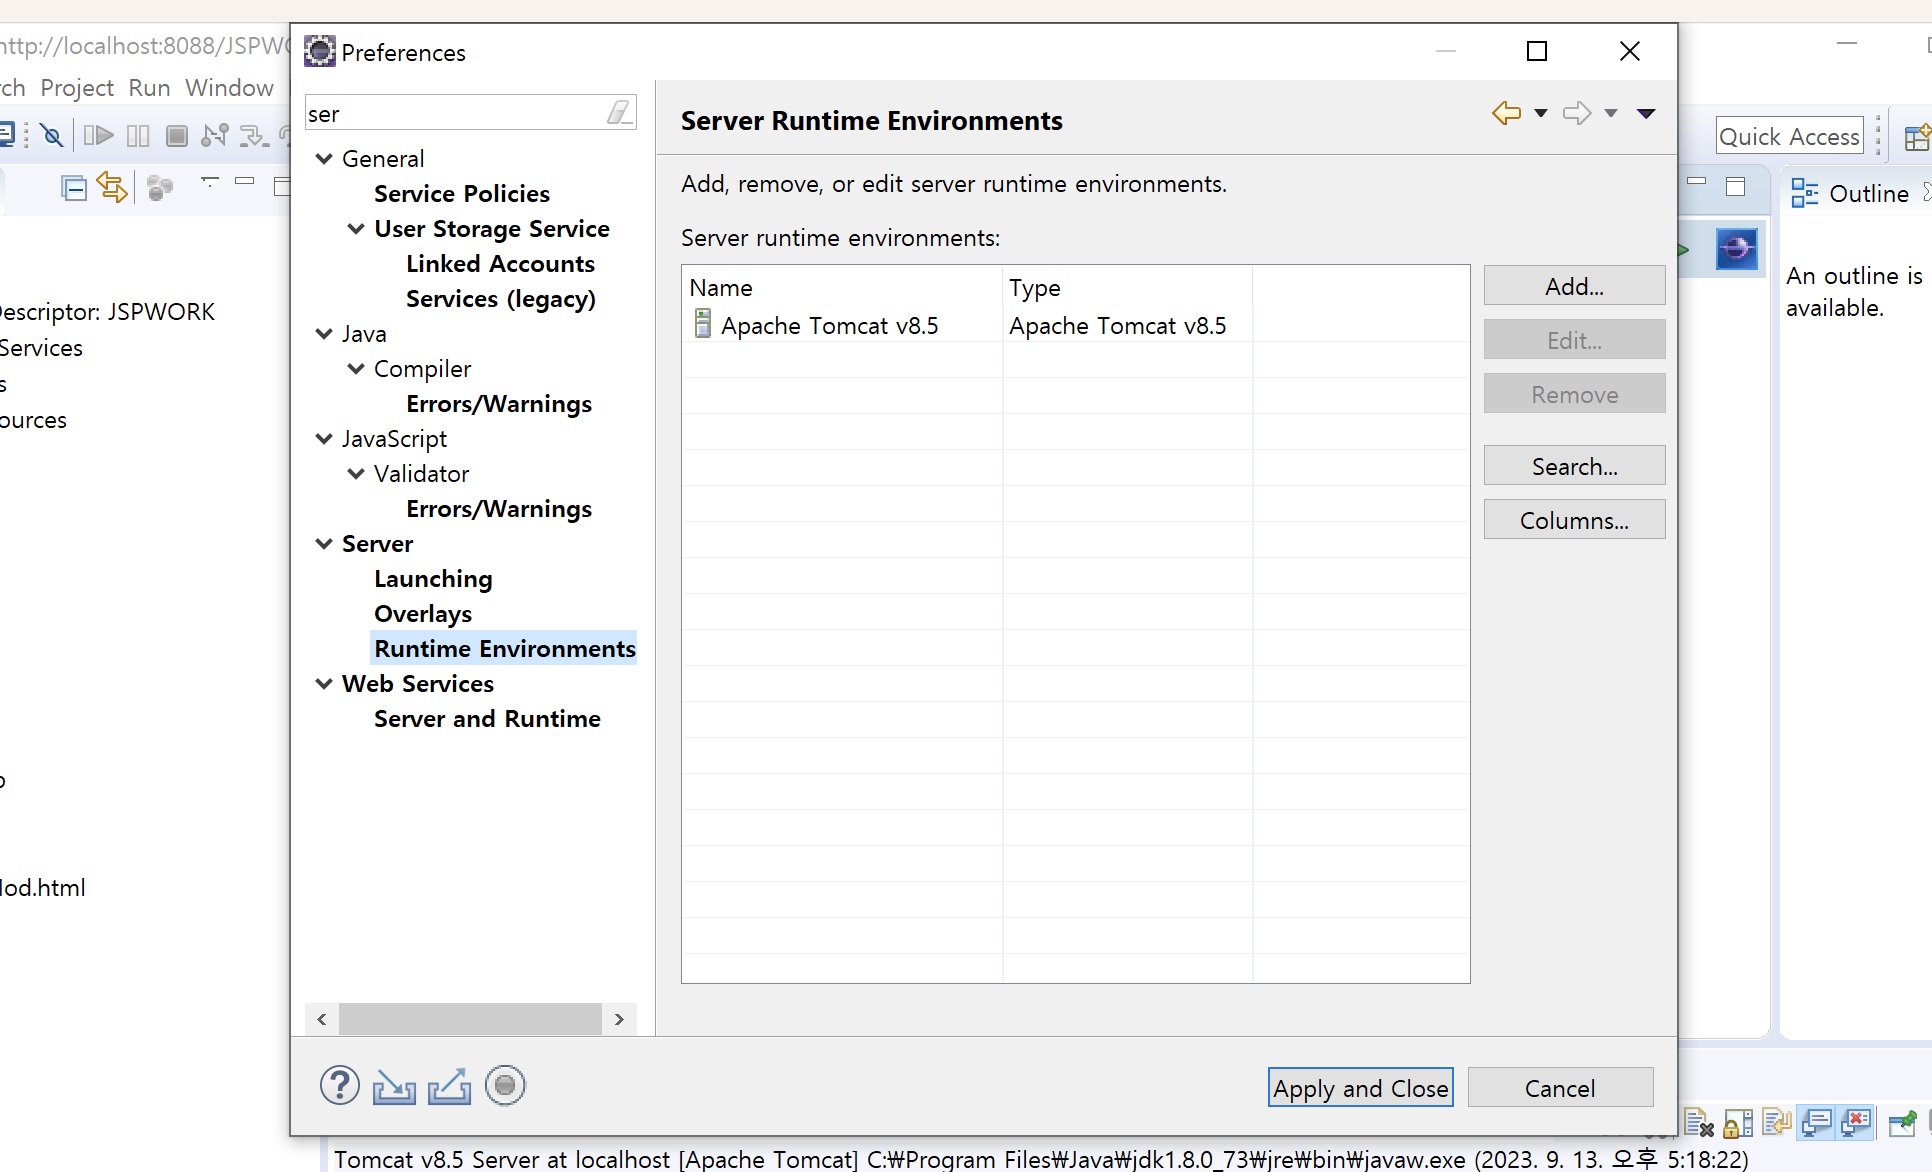 http://localhost:8088/JSPW
Preferences
Project Run Window
ser
Server Runtime Environments
Quick Access
General
Service Policies
User Storage Service
Linked Accounts
Services (legacy)
Java
Compiler
Errors/Warnings
JavaScript
Validator
Errors/Warnings
Server
Launching
Overlays
Runtime Environments
Web Services
Server and Runtime
Add, remove, or edit server runtime environments.
Server runtime environments:
Name Type
Apache Tomcat v8.5 Apache Tomcat v8.5
Add...
Edit...
Remove
Search...
Columns...
Outline
An outline is
available.
escriptor: JSPWORK
Services
ources
od.html
Apply and Close
Cancel
Tomcat v8.5 Server at localhost [Apache Tomcat] C:₩Program Files₩Java₩jdk1.8.0_73₩jre₩bin₩javaw.exe (2023. 9. 13. 오후 5:18:22)